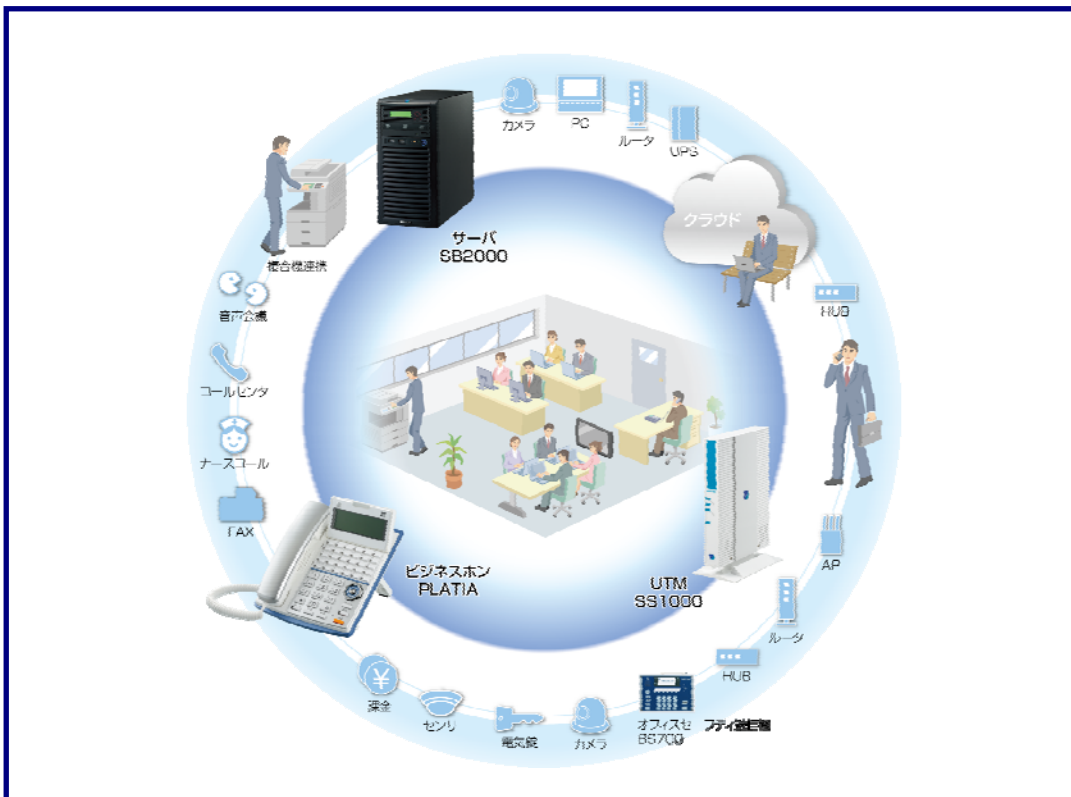 カメラ
PC
ルータ
UPS
クラウド
サーバ
SB2000
複合機連携
音声会議
HUB
コールセンタ
ナースコール
FAX
ビジネスホン
PLATIA
UTM
SS1000
AP
ルータ
HUB
課金
センサ
電気錠
カメラ
オフィスセ
BS700